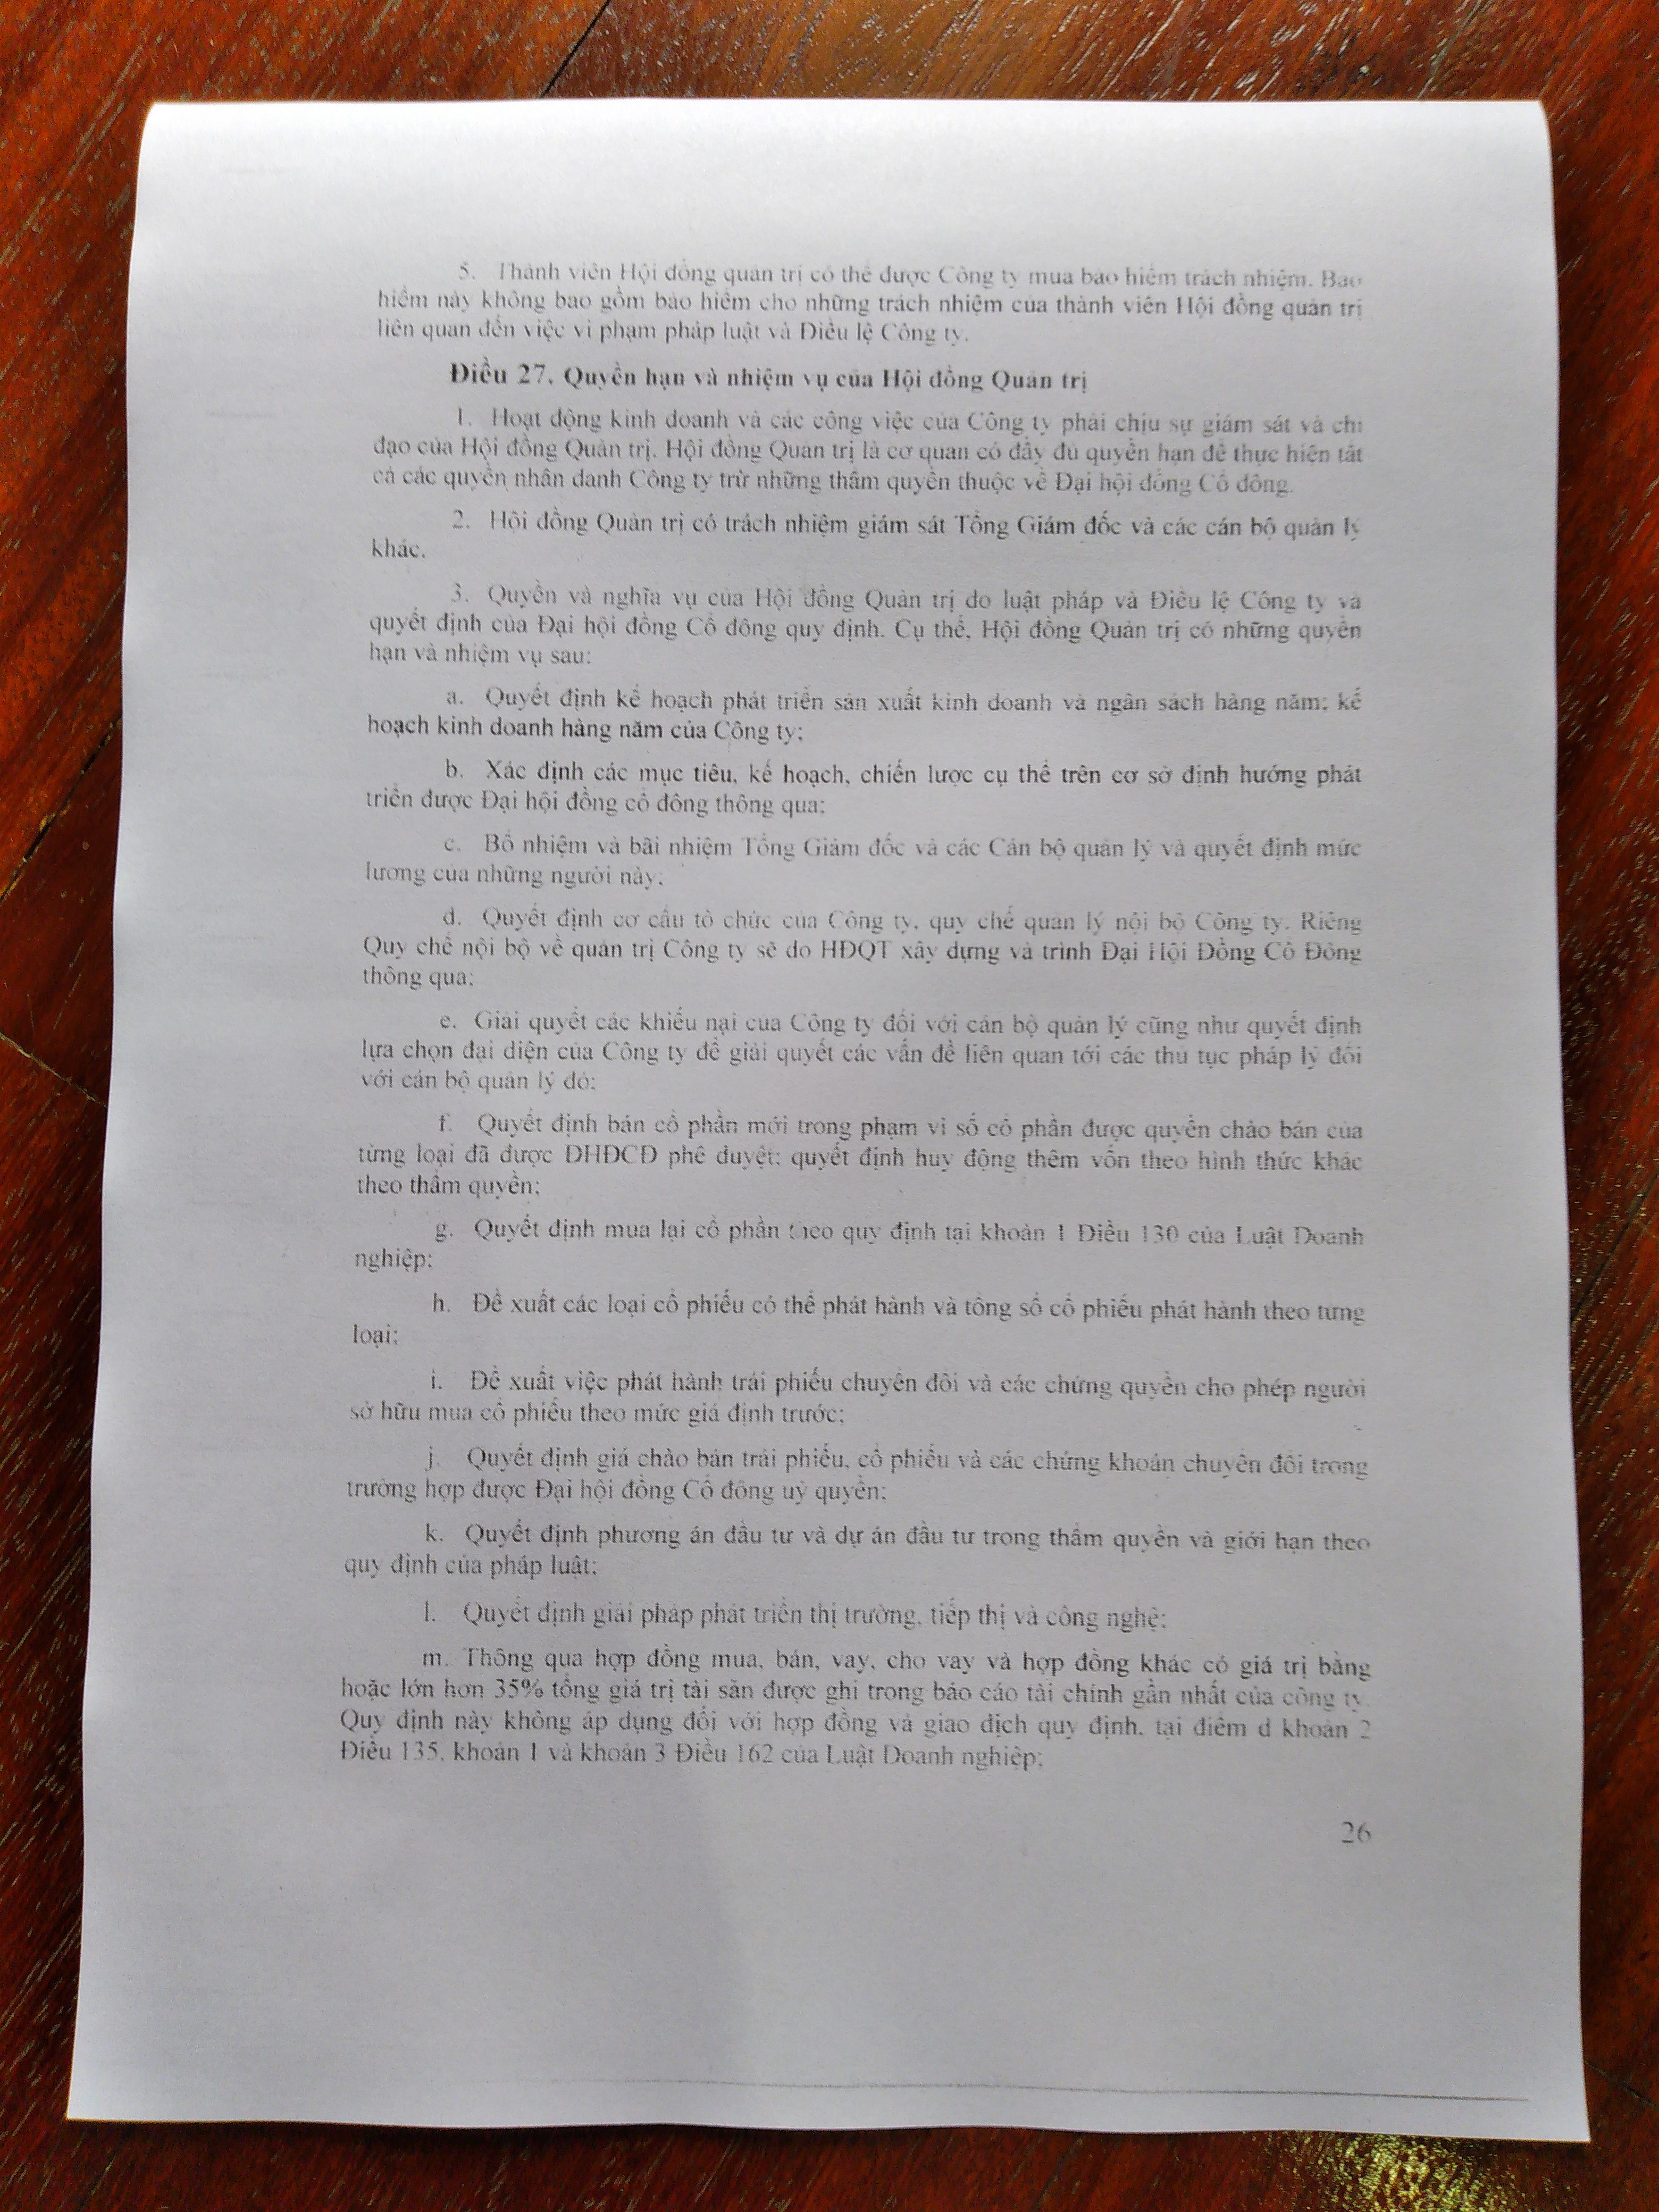 5. Thành viên Hội đồng quản trị có thể được Công ty mua bảo hiểm trách nhiệm. Bảo
hiểm này không bao gồm bảo hiểm cho những trách nhiệm của thành viên Hội đồng quản trị
liên quan đến việc vi phạm pháp luật và Điều lệ Công ty.
Điều 27. Quyền hạn và nhiệm vụ của Hội đồng Quản trị
1. Hoạt động kinh doanh và các công việc của Công ty phải chịu sự giám sát và chỉ
đạo của Hội đồng Quản trị. Hội đồng Quản trị là cơ quan có đầy đủ quyền hạn để thực hiện tất
cả các quyền nhân danh Công ty trừ những thẩm quyền thuộc về Đại hội đồng Cổ đông.
2. Hội đồng Quản trị có trách nhiệm giám sát Tổng Giám đốc và các cán bộ quản lý
khác.
3. Quyền và nghĩa vụ của Hội đồng Quản trị do luật pháp và Điều lệ Công ty và
quyết định của Đại hội đồng Cổ đông quy định. Cụ thể, Hội đồng Quản trị có những quyền
hạn và nhiệm vụ sau:
a. Quyết định kế hoạch phát triển sản xuất kinh doanh và ngân sách hàng năm; kế
hoạch kinh doanh hàng năm của Công ty;
b. Xác định các mục tiêu, kế hoạch, chiến lược cụ thể trên cơ sở định hướng phát
triển được Đại hội đồng cổ đông thông qua;
c. Bổ nhiệm và bãi nhiệm Tổng Giám đốc và các Cán bộ quản lý và quyết định mức
lương của những người này;
d. Quyết định cơ cấu tổ chức của Công ty, quy chế quản lý nội bộ Công ty. Riêng
Quy chế nội bộ về quản trị Công ty sẽ do HĐQT xây dựng và trình Đại Hội Đồng Cổ Đông
thông qua;
e. Giải quyết các khiếu nại của Công ty đối với cán bộ quản lý cũng như quyết định
lựa chọn đại diện của Công ty để giải quyết các vấn đề liên quan tới các thủ tục pháp lý đối
với cán bộ quản lý đó;
f. Quyết định bán cổ phần mới trong phạm vi số cổ phần được quyền chào bán của
từng loại đã được ĐHĐCĐ phê duyệt; quyết định huy động thêm vốn theo hình thức khác
theo thẩm quyền;
g. Quyết định mua lại cổ phần theo quy định tại khoản 1 Điều 130 của Luật Doanh
nghiệp;
h. Đề xuất các loại cổ phiếu có thể phát hành và tổng số cổ phiếu phát hành theo từng
loại;
i. Đề xuất việc phát hành trái phiếu chuyển đổi và các chứng quyền cho phép người
sở hữu mua cổ phiếu theo mức giá định trước;
j. Quyết định giá chào bán trái phiếu, cổ phiếu và các chứng khoán chuyển đổi trong
trường hợp được Đại hội đồng Cổ đông uỷ quyền;
k. Quyết định phương án đầu tư và dự án đầu tư trong thẩm quyền và giới hạn theo
quy định của pháp luật;
l. Quyết định giải pháp phát triển thị trường, tiếp thị và công nghệ;
m. Thông qua hợp đồng mua, bán, vay, cho vay và hợp đồng khác có giá trị bằng
hoặc lớn hơn 35% tổng giá trị tài sản được ghi trong báo cáo tài chính gần nhất của công ty.
Quy định này không áp dụng đối với hợp đồng và giao dịch quy định, tại điểm d khoản 2
Điều 135, khoản 1 và khoản 3 Điều 162 của Luật Doanh nghiệp;
26